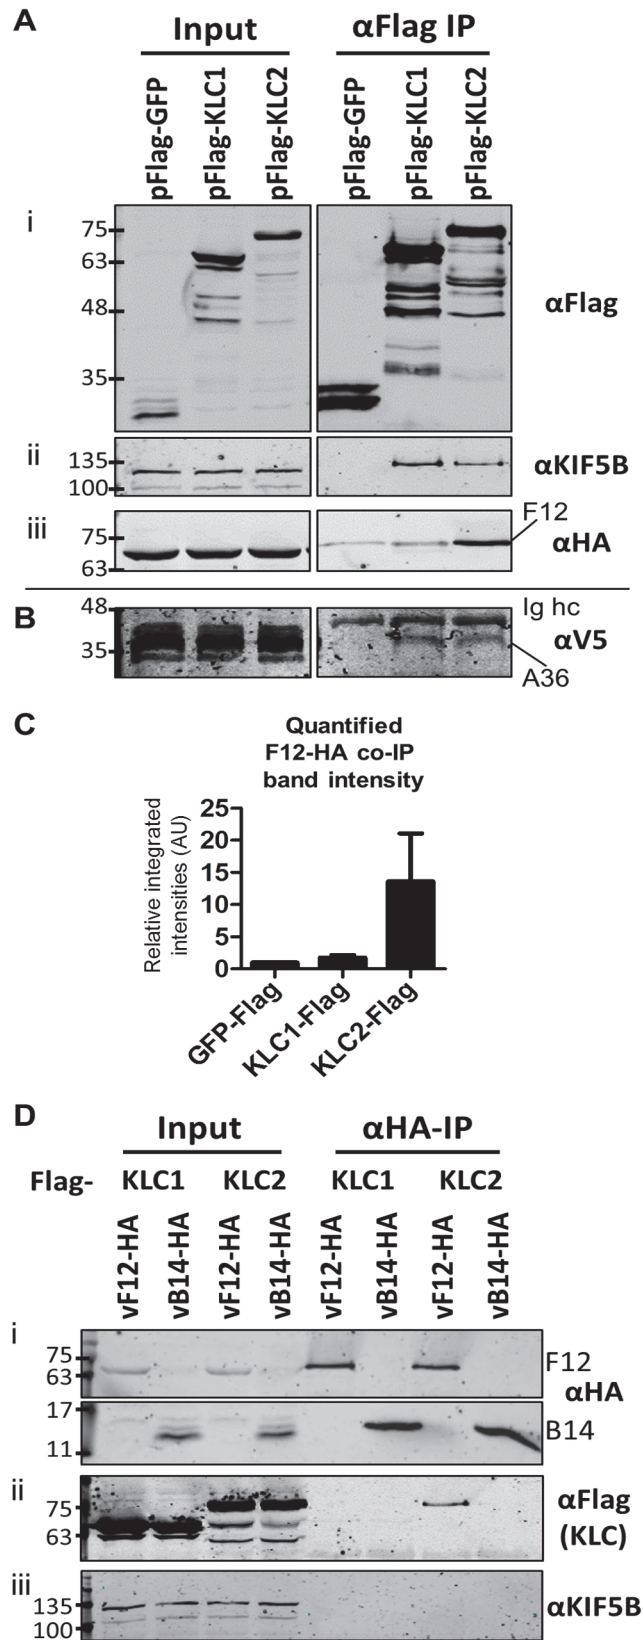 A
Input
αFlag IP
pFlag-GFP
pFlag-KLC1
pFlag-KLC2
pFlag-GFP
pFlag-KLC1
pFlag-KLC2
i
75
63
48
35
αFlag
ii
135
100
αKIF5B
iii
75
63
F12
αHA
B
48
35
Ig hc
αV5
A36
C
Quantified
F12-HA co-IP
band intensity
Relative integrated
intensities (AU)
25
20
15
10
5
0
GFP-Flag
KLC1-Flag
KLC2-Flag
D
Input
αHA-IP
Flag- KLC1 KLC2 KLC1 KLC2
vF12-HA
vB14-HA
vF12-HA
vB14-HA
vF12-HA
vB14-HA
vF12-HA
vB14-HA
i
75
63
F12
αHA
17
11
B14
ii
75
63
αFlag
(KLC)
iii
135
100
αKIF5B